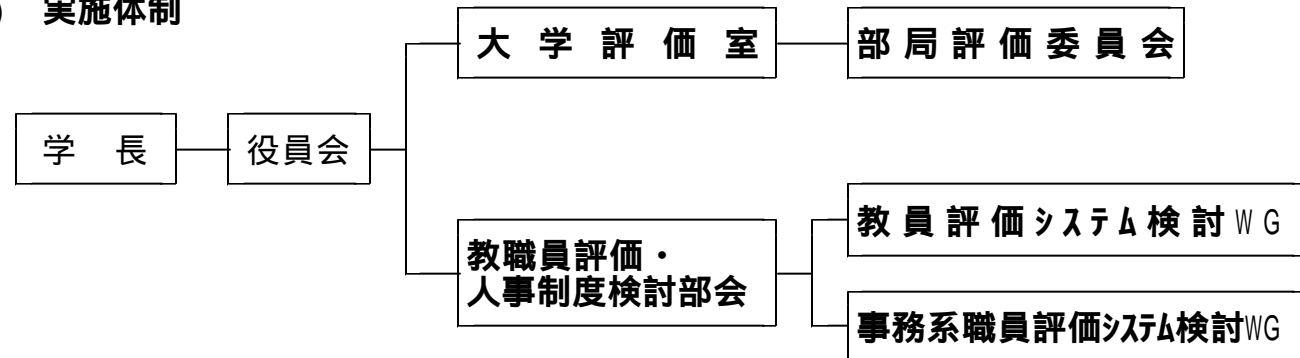 ) 実施体制
大学評価室
部局評価委員会
学長
役員会
教職員評価・
人事制度検討部会
教員評価システム検討WG
事務系職員評価システム検討WG